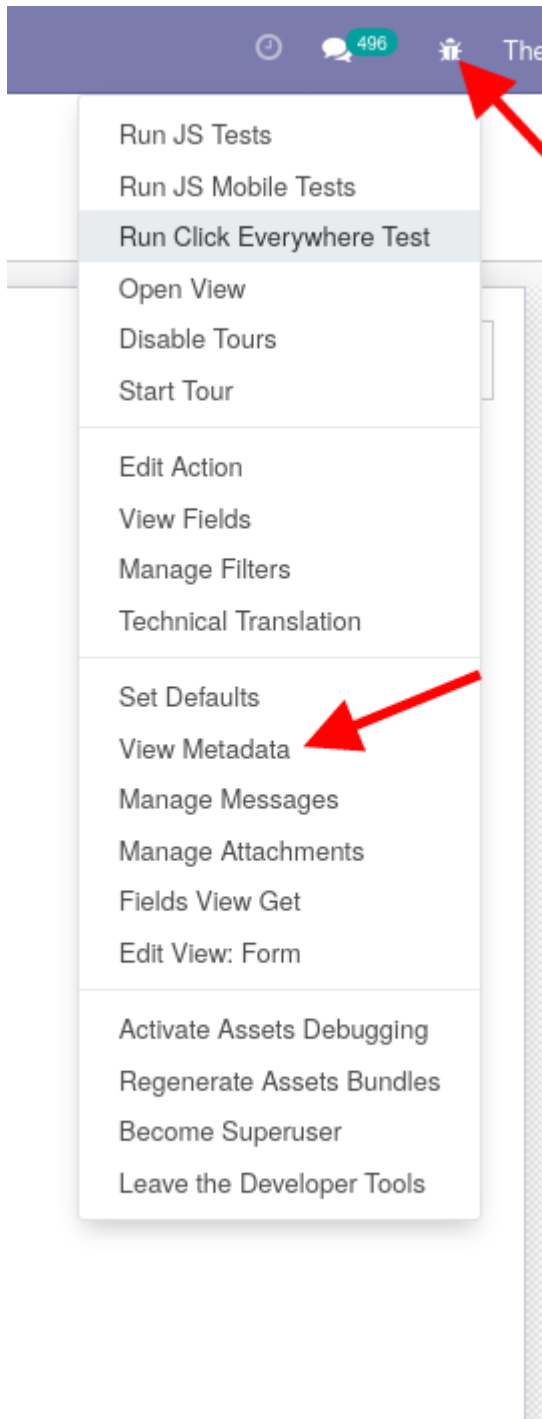 496
The
Run JS Tests
Run JS Mobile Tests
Run Click Everywhere Test
Open View
Disable Tours
Start Tour
Edit Action
View Fields
Manage Filters
Technical Translation
Set Defaults
View Metadata
Manage Messages
Manage Attachments
Fields View Get
Edit View: Form
Activate Assets Debugging
Regenerate Assets Bundles
Become Superuser
Leave the Developer Tools